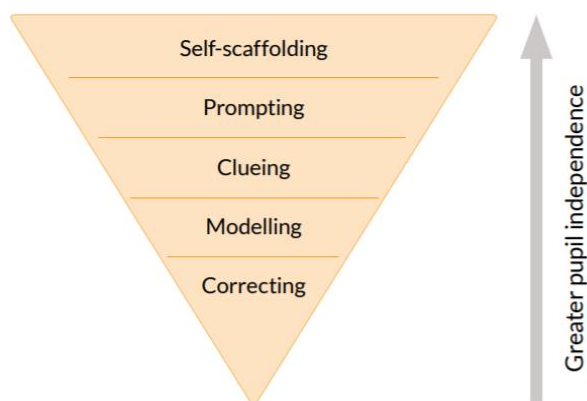 Self-scaffolding
Prompting
Clueing
Modelling
Correcting
Greater pupil independence